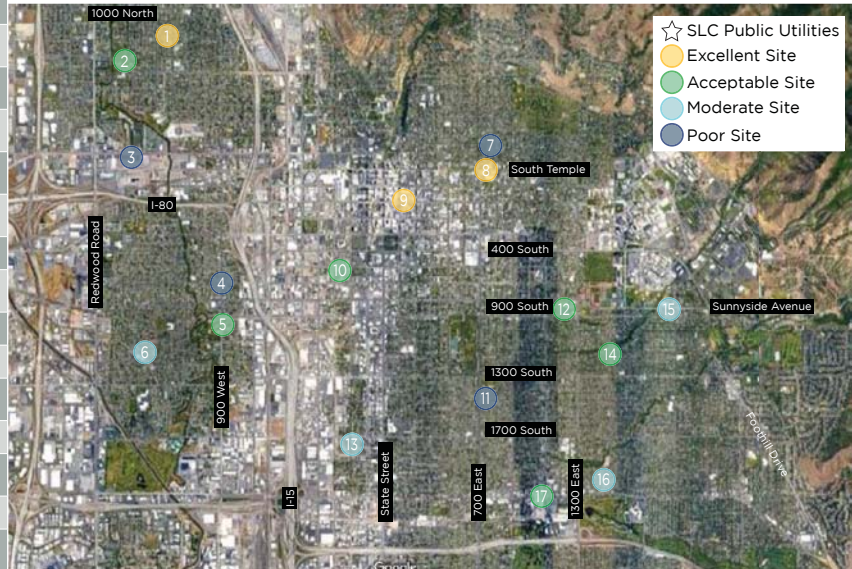 1000 North
1
2
SLC Public Utilities
Excellent Site
Acceptable Site
Moderate Site
Poor Site
3
7
8
South Temple
9
I-80
Redwood Road
400 South
10
4
900 South
12
15
Sunnyside Avenue
5
6
14
1300 South
900 West
11
1700 South
13
State Street
Foothill Drive
700 East
1300 East
16
17
I-15
Google